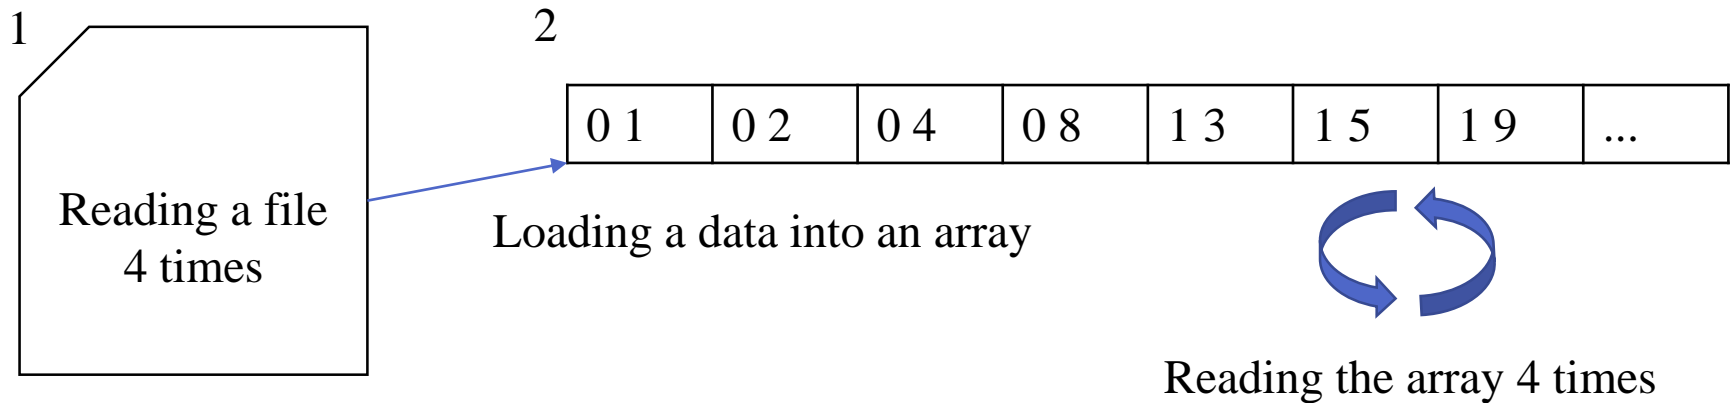 1
2
0 1 0 2 0 4 0 8 1 3 1 5 1 9 ...
Reading a file
4 times
Loading a data into an array
Reading the array 4 times